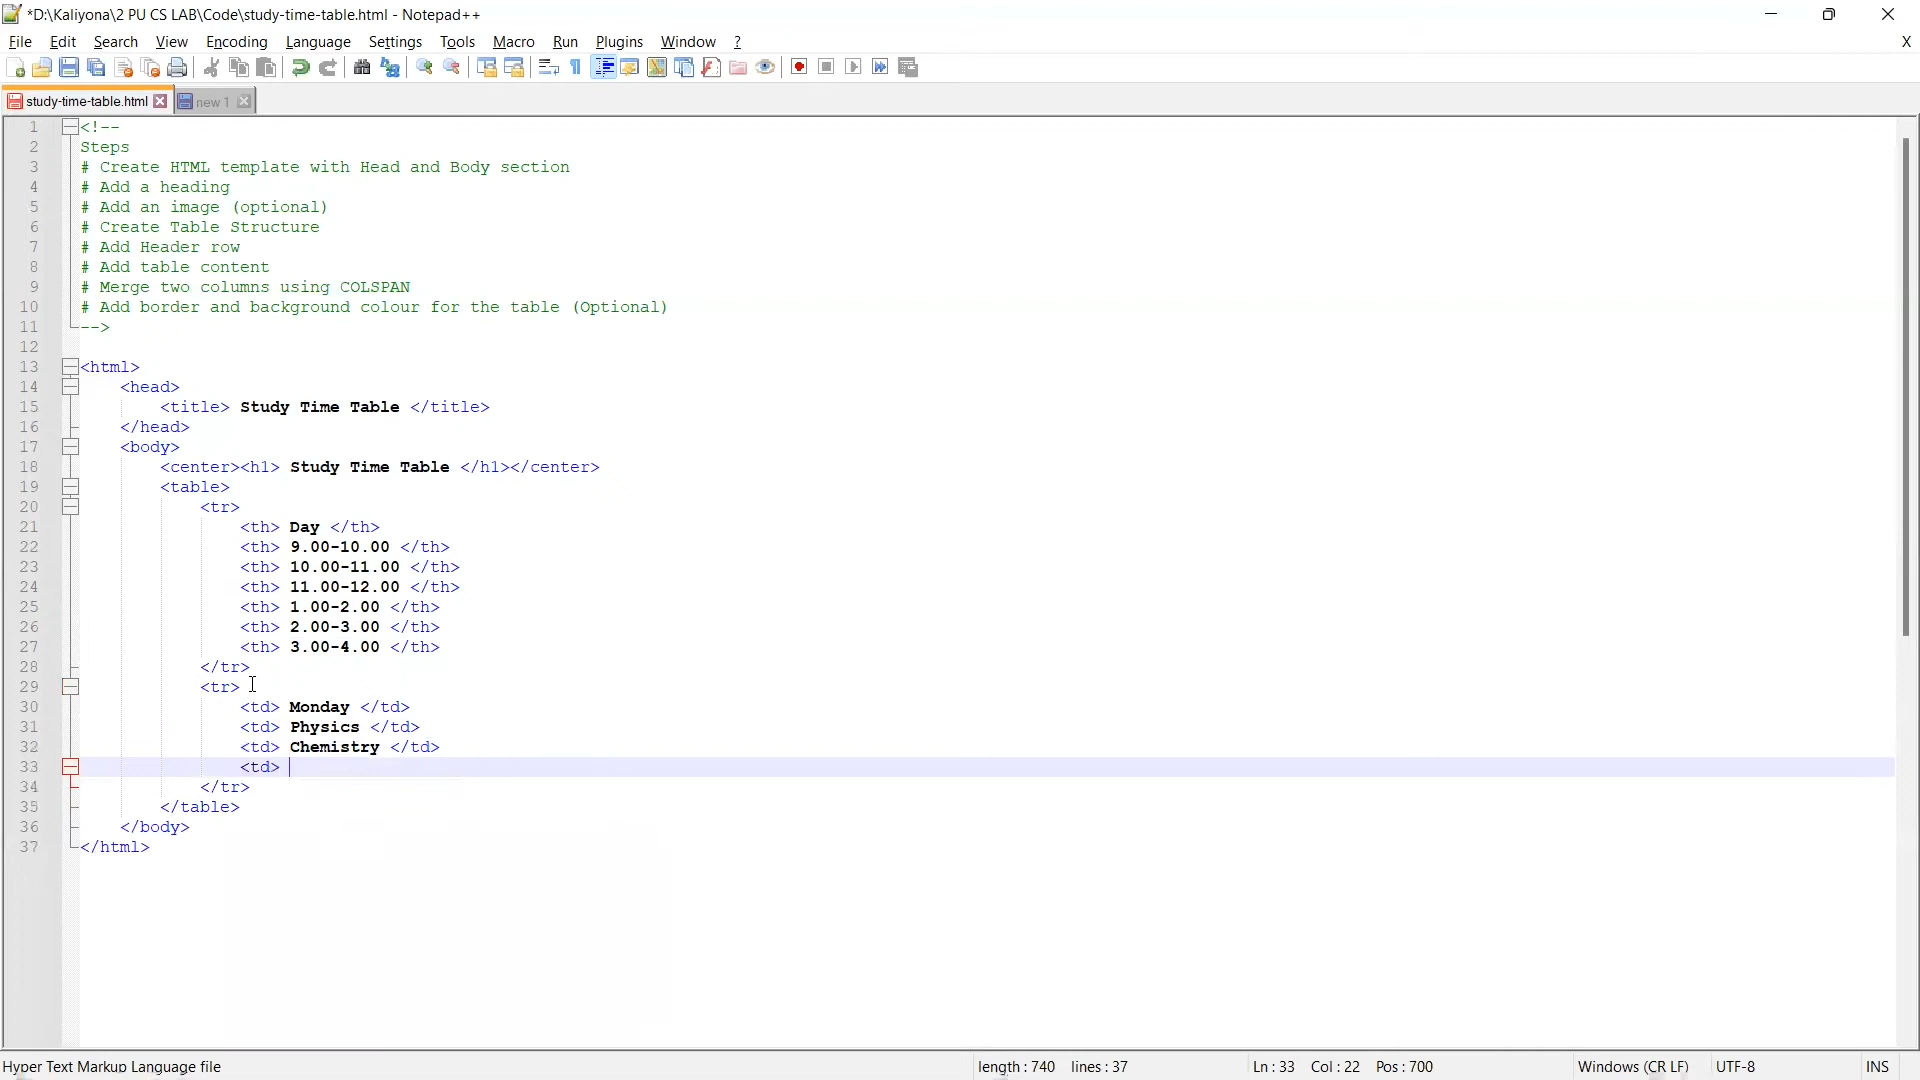 *D:\Kaliyona\2 PU CS LAB\Code\study-time-table.html - Notepad++
File Edit Search View Encoding Language Settings Tools Macro Run Plugins Window ? X
study-time-table.html new 1
1 <!--
2 Steps
3 # Create HTML template with Head and Body section
4 # Add a heading
5 # Add an image (optional)
6 # Create Table Structure
7 # Add Header row
8 # Add table content
9 # Merge two columns using COLSPAN
10 # Add border and background colour for the table (Optional)
11 -->
12
13 <html>
14 <head>
15 <title> Study Time Table </title>
16 </head>
17 <body>
18 <center><h1> Study Time Table </h1></center>
19 <table>
20 <tr>
21 <th> Day </th>
22 <th> 9.00-10.00 </th>
23 <th> 10.00-11.00 </th>
24 <th> 11.00-12.00 </th>
25 <th> 1.00-2.00 </th>
26 <th> 2.00-3.00 </th>
27 <th> 3.00-4.00 </th>
28 </tr>
29 <tr>
30 <td> Monday </td>
31 <td> Physics </td>
32 <td> Chemistry </td>
33 <td>
34 </tr>
35 </table>
36 </body>
37 </html>
Hyper Text Markup Language file length : 740 lines : 37 Ln : 33 Col : 22 Pos : 700 Windows (CR LF) UTF-8 INS